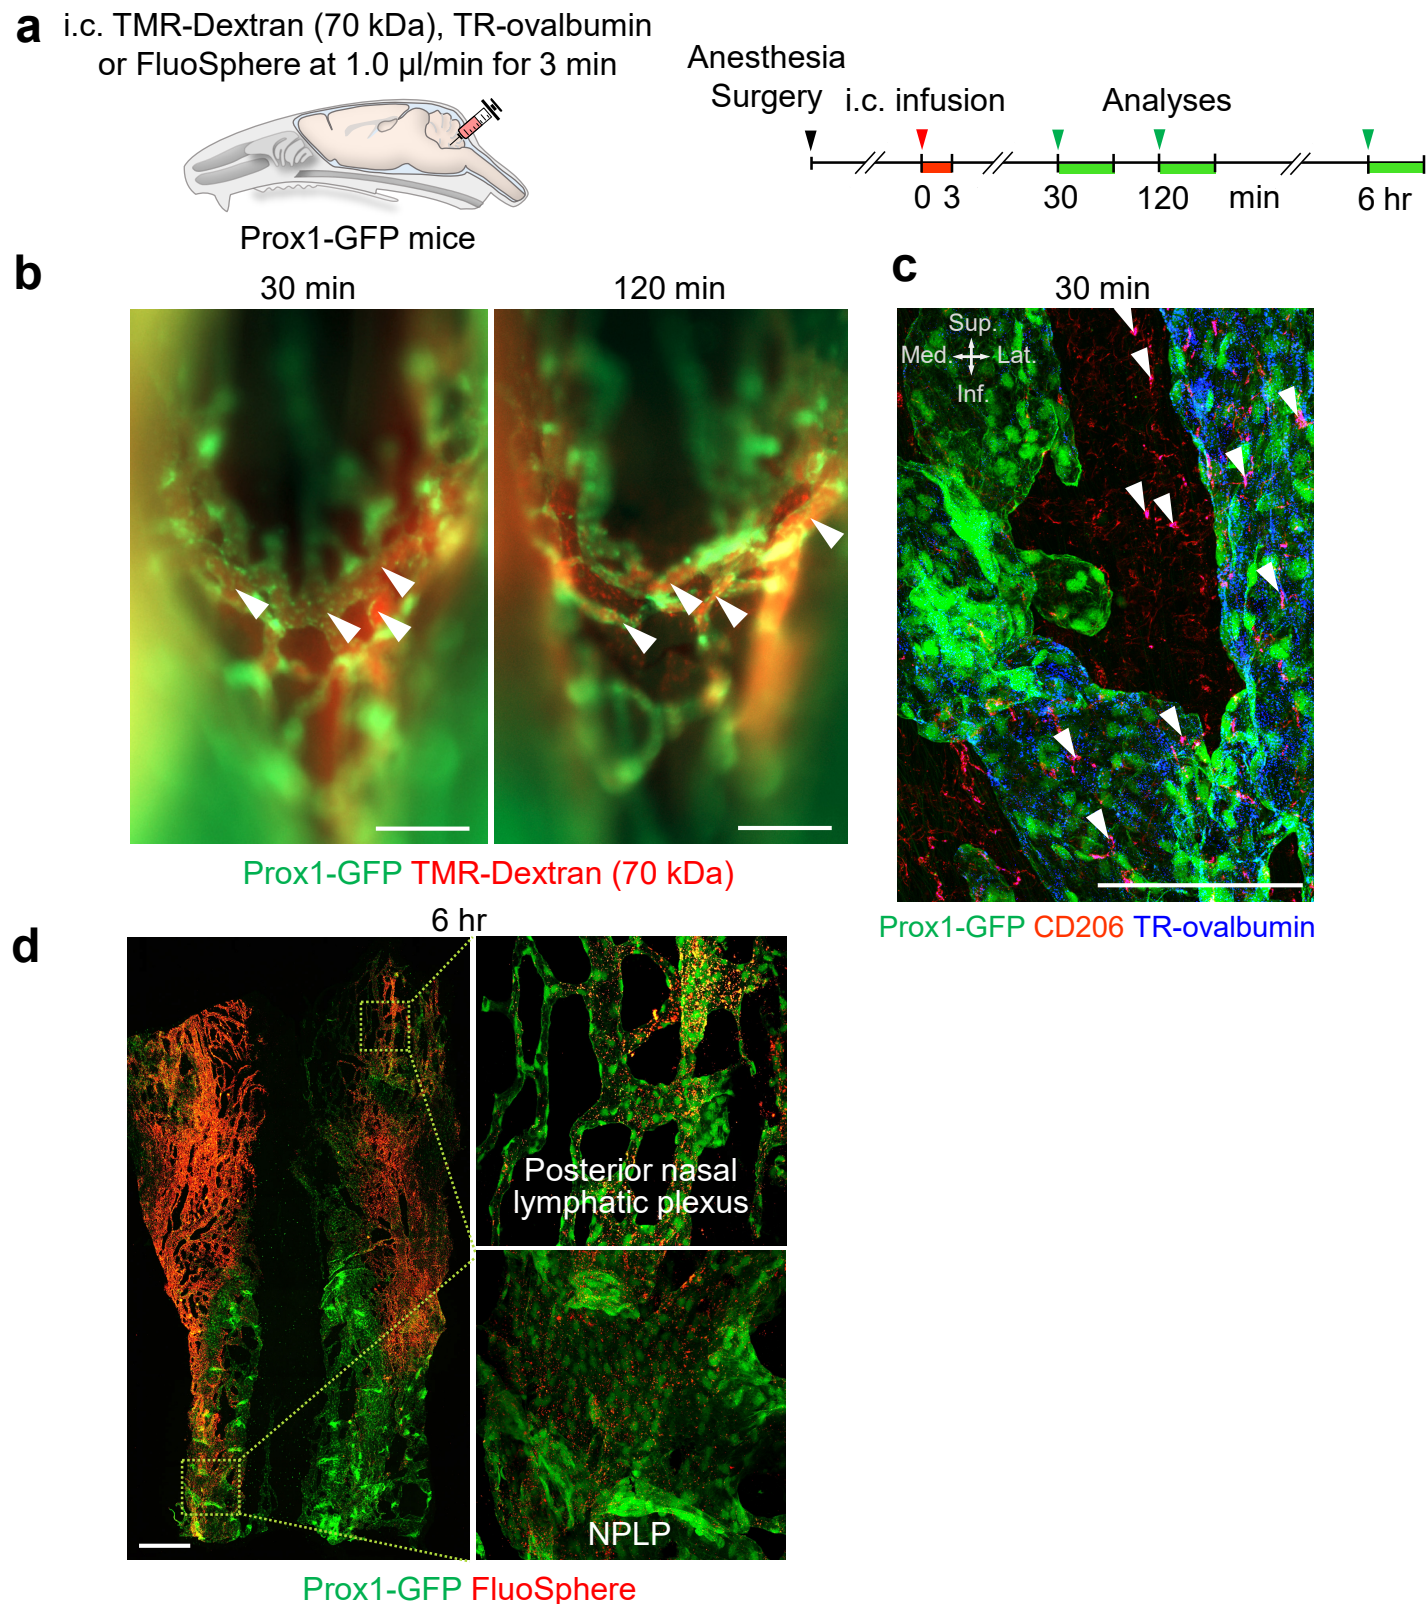 a
i.c. TMR-Dextran (70 kDa), TR-ovalbumin
or FluoSphere at 1.0 µl/min for 3 min
Prox1-GFP mice
Anesthesia
Surgery
i.c. infusion
Analyses
0 3 30 120 min 6 hr
b
30 min
120 min
Prox1-GFP TMR-Dextran (70 kDa)
c
30 min
Sup.
Med. Lat.
Inf.
Prox1-GFP CD206 TR-ovalbumin
d
6 hr
Posterior nasal
lymphatic plexus
NPLP
Prox1-GFP FluoSphere